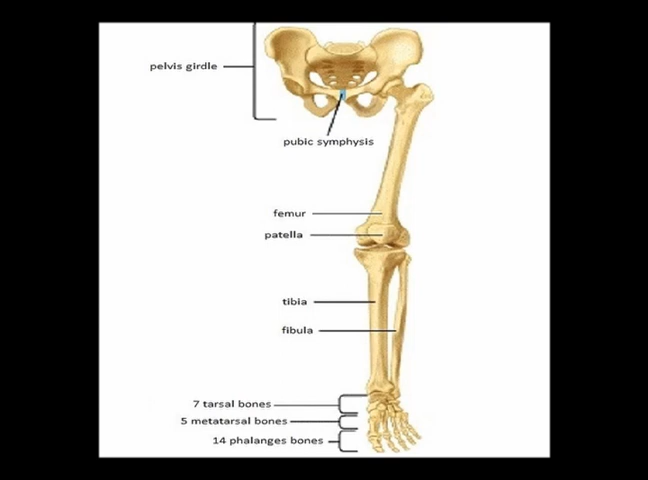 pelvis girdle
pubic symphysis
femur
patella
tibia
fibula
7 tarsal bones
5 metatarsal bones
14 phalanges bones